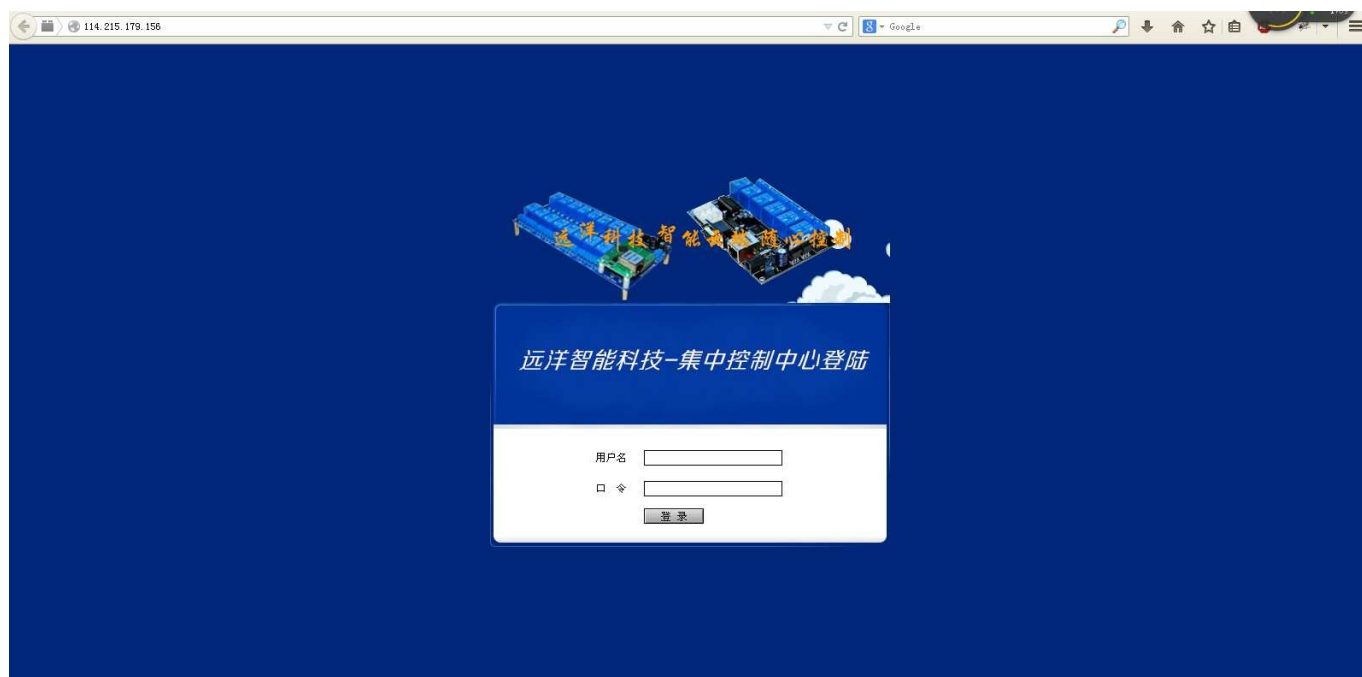 114.215.179.156
Google
远洋科技 智能 随心控制
远洋智能科技-集中控制中心登陆
用户名
口 令
登 录